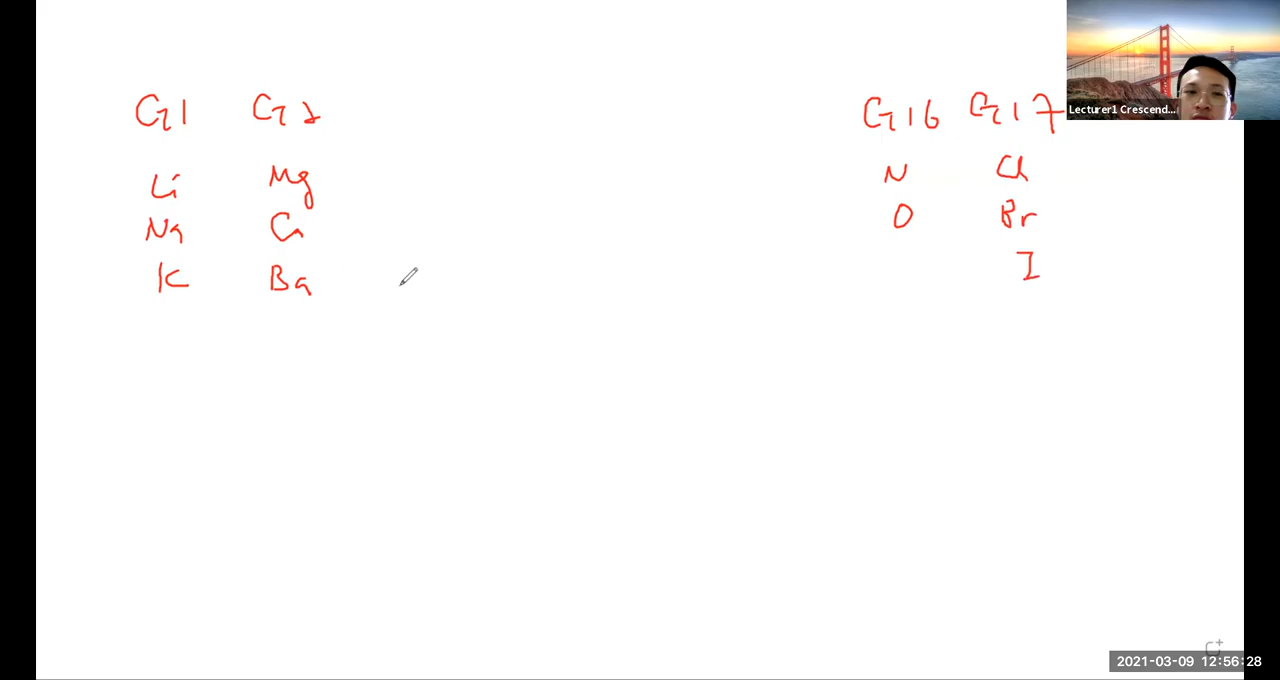 G1 G2 G16 G17
Li Mg N Cl
Na Ca O Br
K Ba I
Lecturer1 Crescend...
2021-03-09 12:56:28